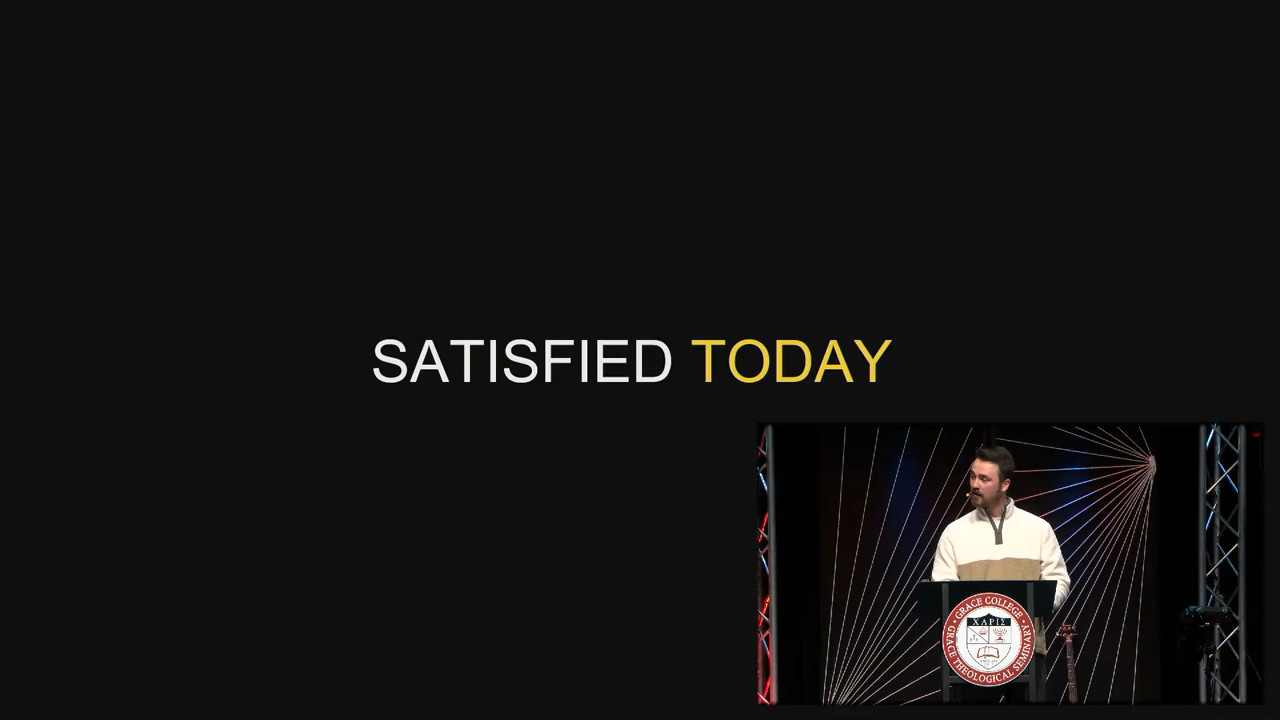 SATISFIED TODAY
GRACE COLLEGE
ΧΑΡΙΣ
GRACE THEOLOGICAL SEMINARY